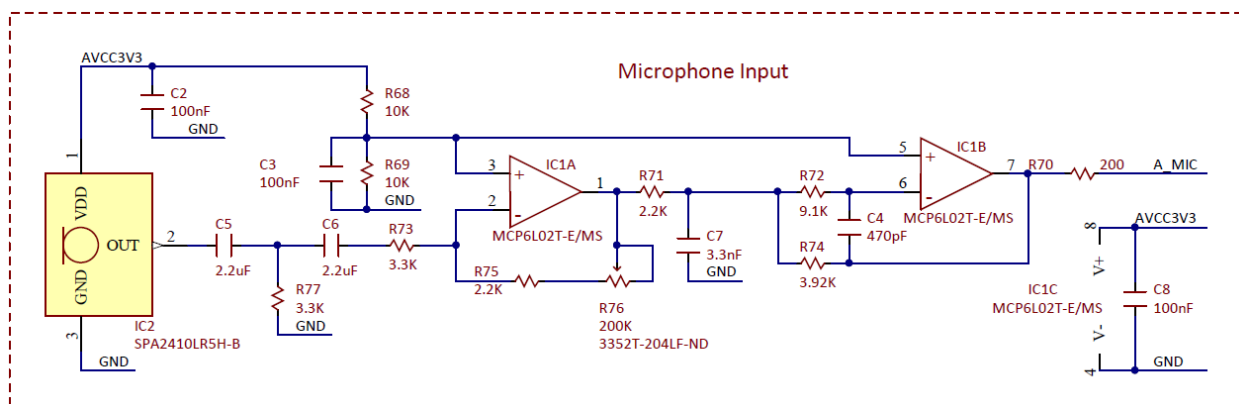 Microphone Input
AVCC3V3
C2
100nF
GND
R68
10K
C3
100nF
R69
10K
GND
1
VDD
OUT
GND
2
3
IC2
SPA2410LR5H-B
GND
C5
2.2uF
R77
3.3K
GND
C6
2.2uF
R73
3.3K
3
+
2
-
IC1A
1
MCP6L02T-E/MS
R75
2.2K
R76
200K
3352T-204LF-ND
R71
2.2K
C7
3.3nF
GND
R72
9.1K
C4
470pF
R74
3.92K
5
+
6
-
IC1B
7
MCP6L02T-E/MS
R70
200
A_MIC
8
AVCC3V3
V+
IC1C
MCP6L02T-E/MS
C8
100nF
V-
4
GND